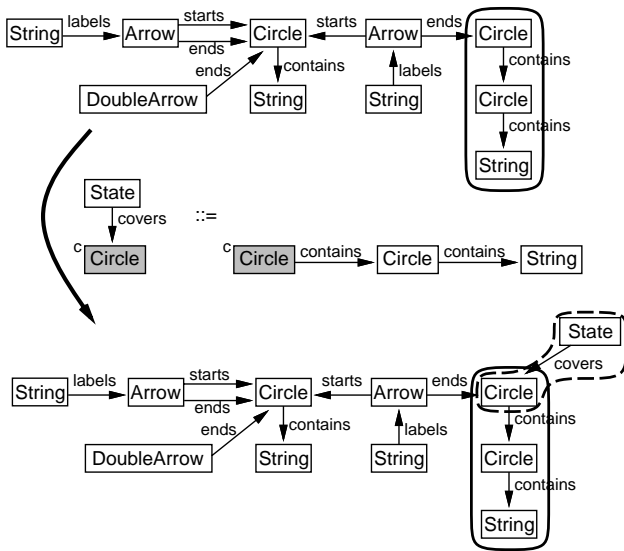 String labels Arrow starts Circle starts Arrow ends Circle
ends
ends contains labels contains
DoubleArrow String String Circle
contains
String
State
covers ::=
c Circle c Circle contains Circle contains String
State
covers
String labels Arrow starts Circle starts Arrow ends Circle
ends
ends contains labels contains
DoubleArrow String String Circle
contains
String